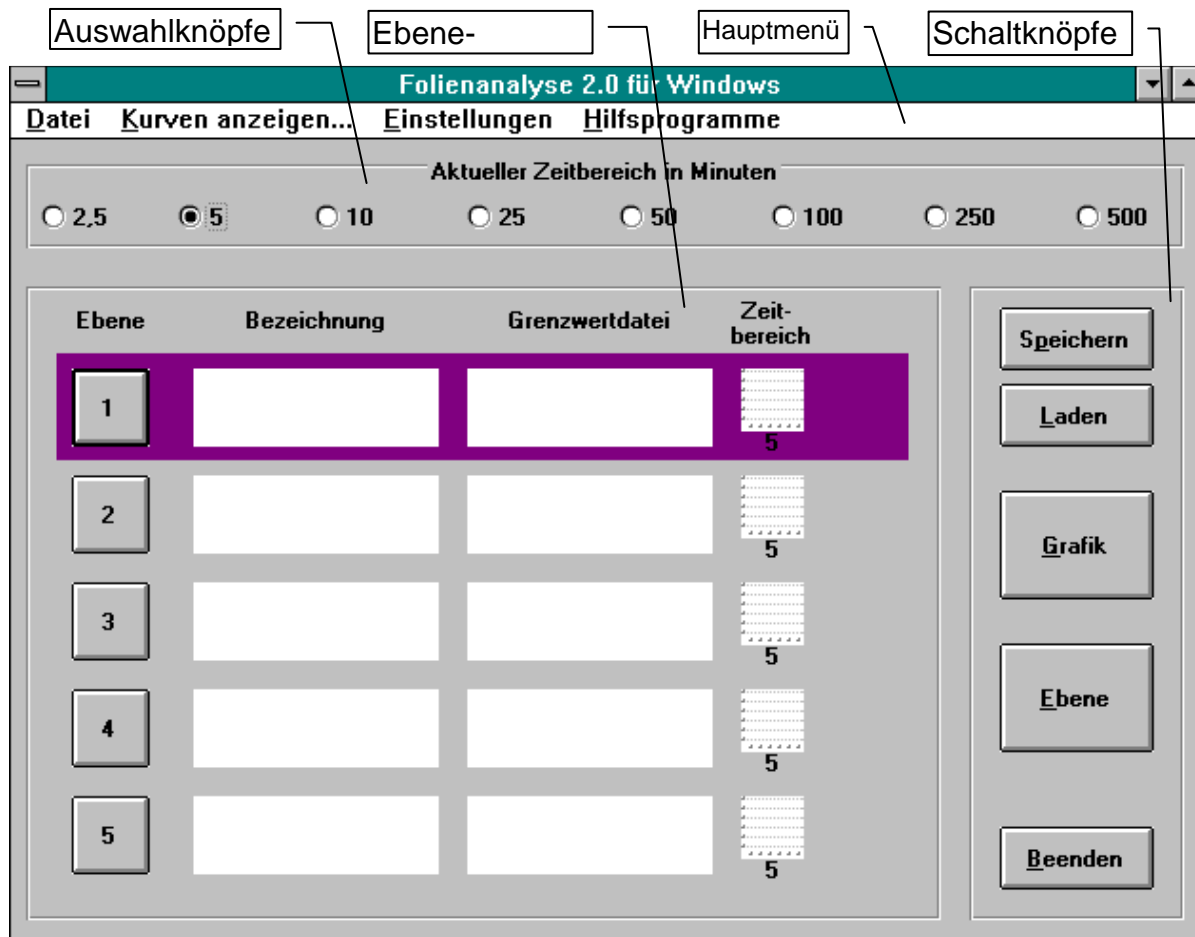 Auswahlknöpfe Ebene- Hauptmenü Schaltknöpfe
Folienanalyse 2.0 für Windows
Datei Kurven anzeigen... Einstellungen Hilfsprogramme
Aktueller Zeitbereich in Minuten
2,5 5 10 25 50 100 250 500
Ebene Bezeichnung Grenzwertdatei Zeit-
bereich
1 5
2 5
3 5
4 5
5 5
Speichern
Laden
Grafik
Ebene
Beenden